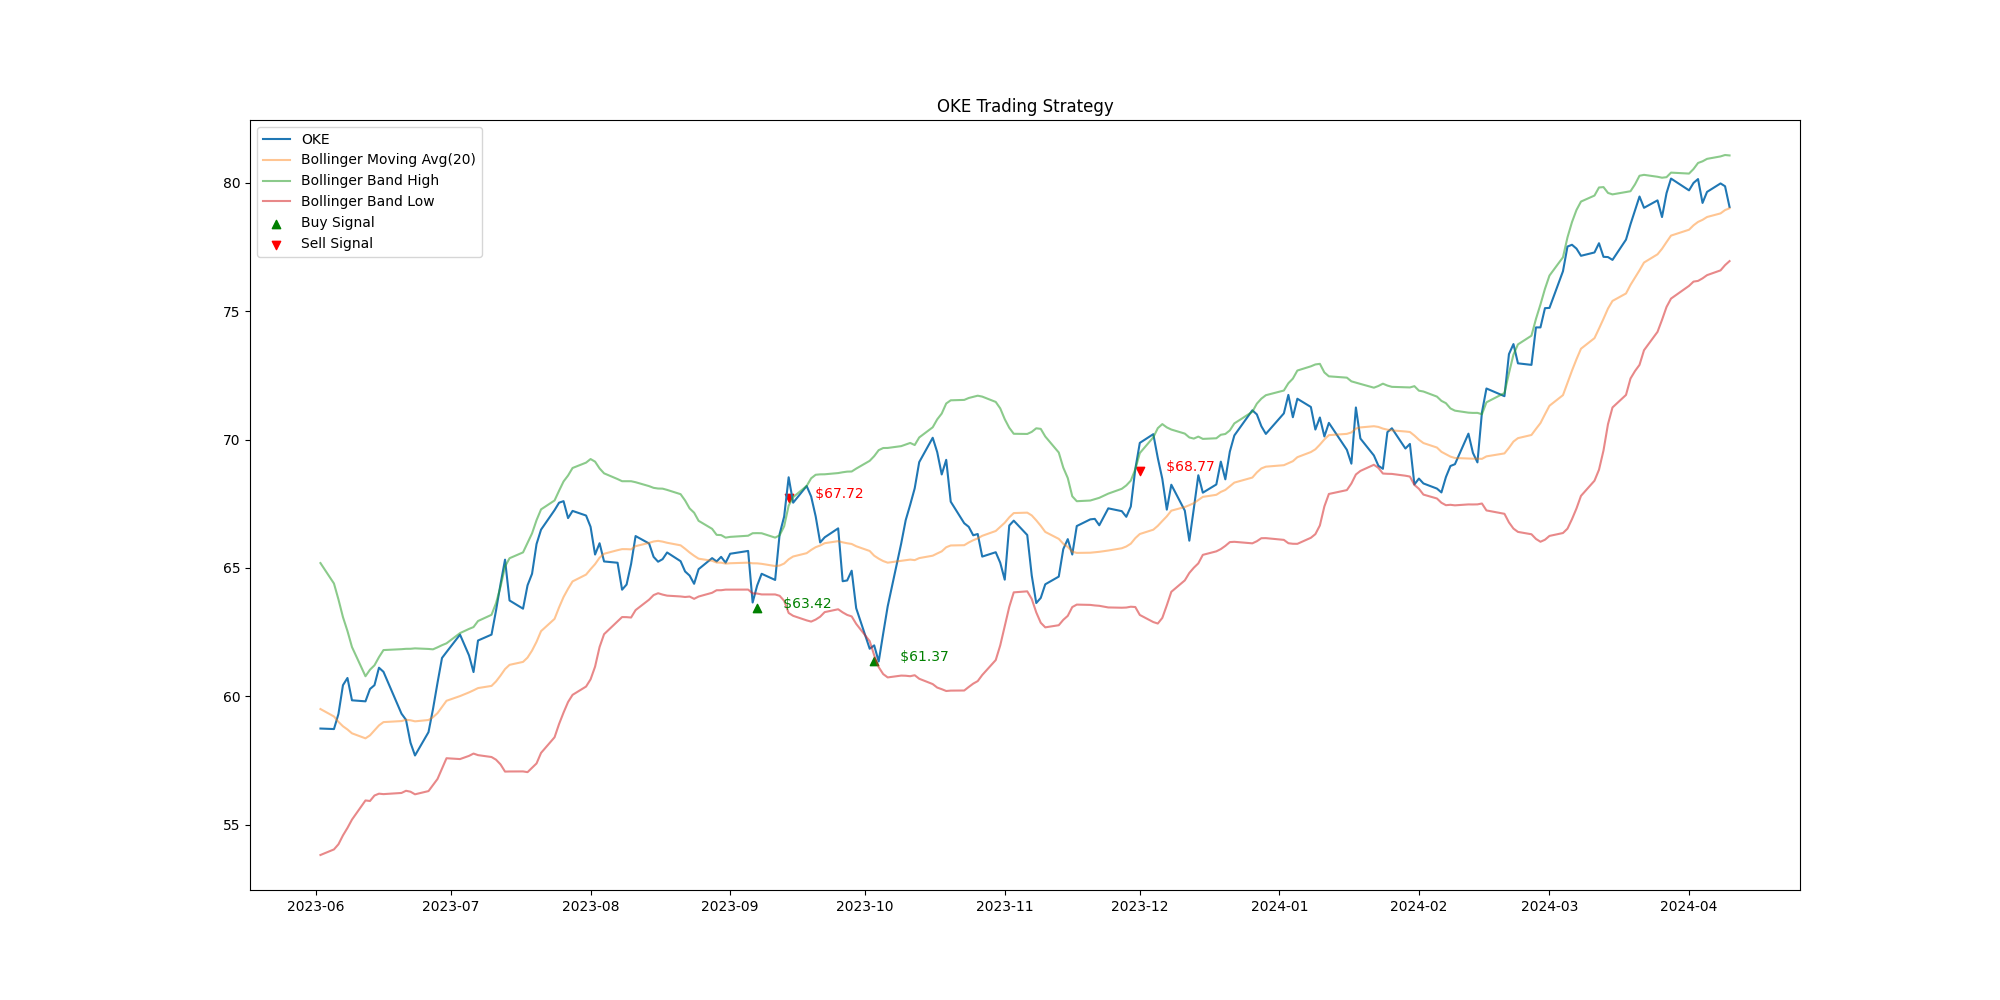 OKE Trading Strategy
OKE
Bollinger Moving Avg(20)
Bollinger Band High
Bollinger Band Low
Buy Signal
Sell Signal
80
75
70
65
60
55
$67.72
$68.77
$63.42
$61.37
2023-06 2023-07 2023-08 2023-09 2023-10 2023-11 2023-12 2024-01 2024-02 2024-03 2024-04